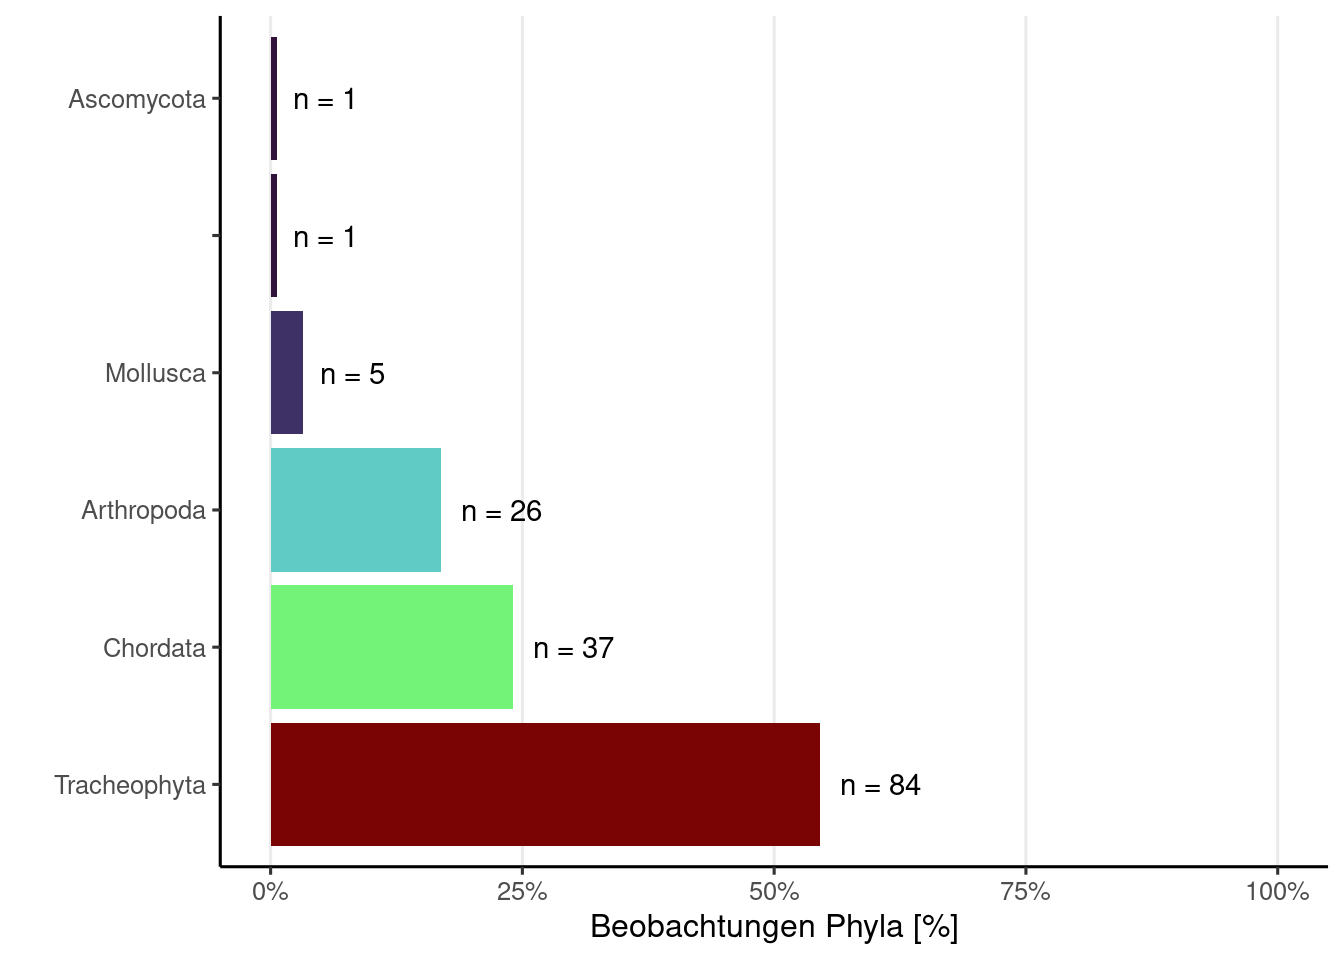 Ascomycota
n = 1
n = 1
Mollusca
n = 5
Arthropoda
n = 26
Chordata
n = 37
Tracheophyta
n = 84
0% 25% 50% 75% 100%
Beobachtungen Phyla [%]